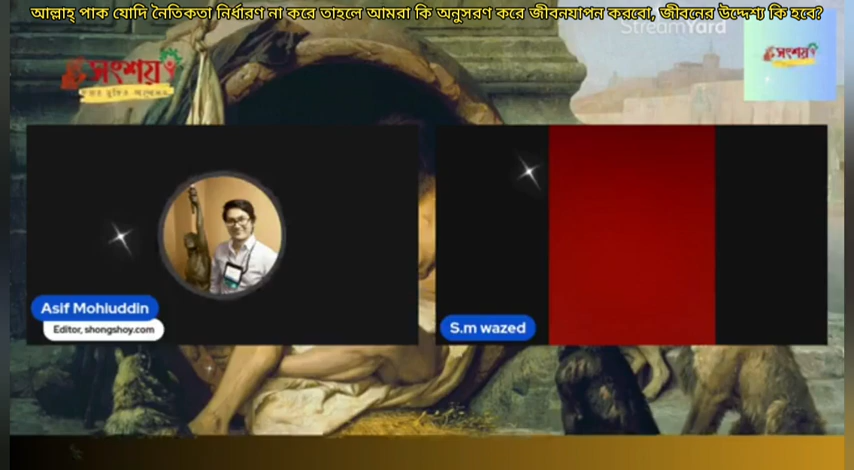 আল্লাহ্ পাক যোদি নৈতিকতা নির্ধারণ না করে তাহলে আমরা কি অনুসরণ করে জীবনযাপন করবো, জীবনের উদ্দেশ্য কি হবে?
StreamYard
সংশয়
সংশয়
Asif Mohiuddin
Editor, shongshoy.com
S.m wazed